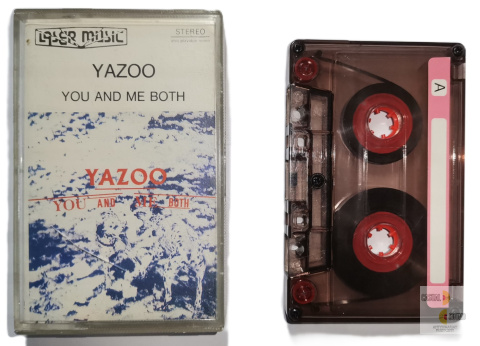 LASER MUSIC
STEREO
YAZOO
YOU AND ME BOTH
YAZOO
YOU AND ME BOTH
A